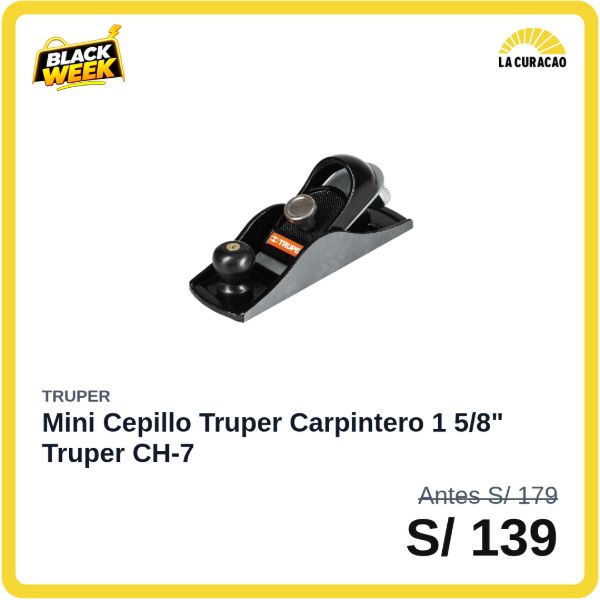 BLACK
WEEK
LA CURACAO
TRUPER
TRUPER
Mini Cepillo Truper Carpintero 1 5/8"
Truper CH-7
Antes S/ 179
S/ 139